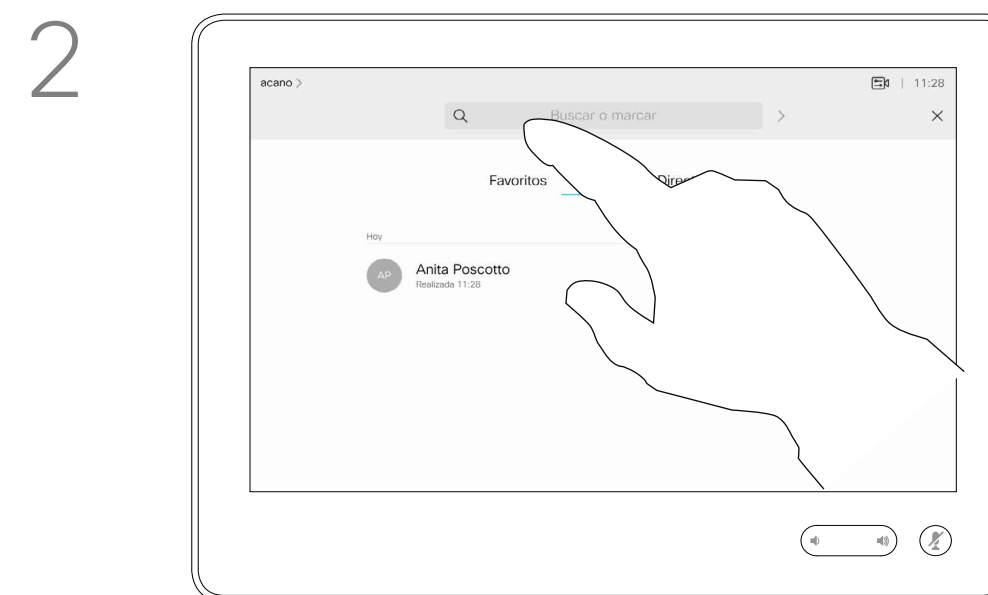 2
acano >
11:28
Buscar o marcar
Favoritos
Hoy
AP
Anita Poscotto
Realizada 11:28